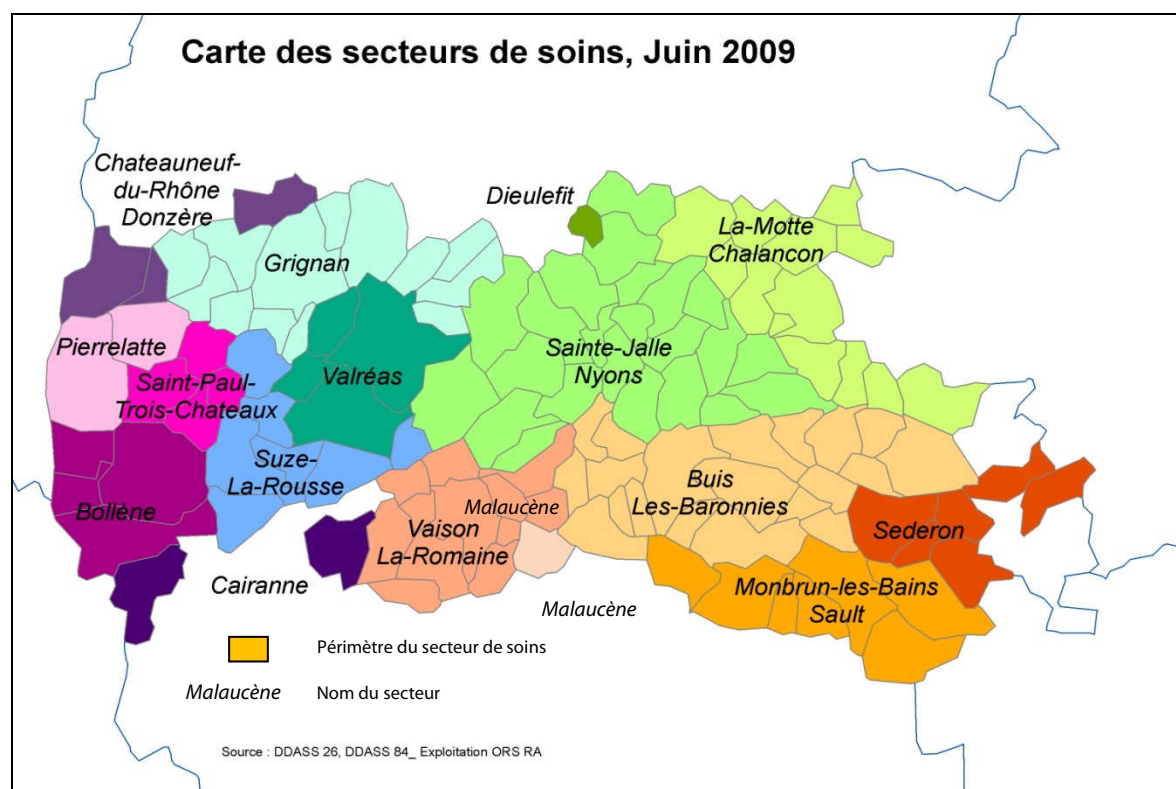 Carte des secteurs de soins, Juin 2009
Chateauneuf-
du-Rhône
Donzère
Dieulefit
La-Motte
Chalancon
Grignan
Pierrelatte
Sainte-Jalle
Nyons
Saint-Paul-
Trois-Chateaux
Valréas
Suze-
La-Rousse
Buis
Les-Baronnies
Malaucène
Bollène
Vaison
La-Romaine
Sederon
Cairanne
Monbrun-les-Bains
Sault
Malaucène
Périmètre du secteur de soins
Malaucène Nom du secteur
Source : DDASS 26, DDASS 84_ Exploitation ORS RA